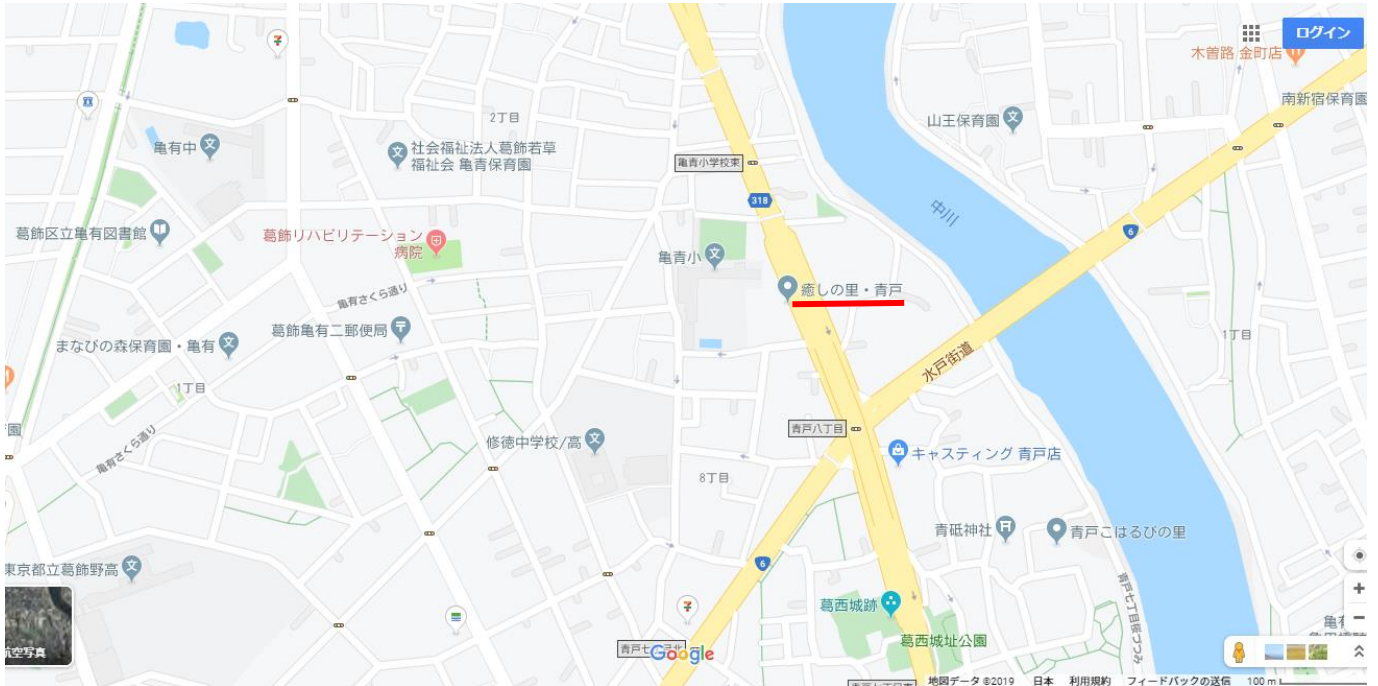 ログイン
木曽路 金町店
南新宿保育園
山王保育園
2丁目
亀有中
社会福祉法人葛飾若草
福祉会 亀青保育園
亀青小学校東
318
中川
6
葛飾区立亀有図書館
葛飾リハビリテーション
病院
亀青小
癒しの里・青戸
亀有さくら通り
葛飾亀有二郵便局
まなびの森保育園・亀有
1丁目
水戸街道
1丁目
園
亀有さくら通り
青戸八丁目
修徳中学校/高
キャスティング 青戸店
8丁目
青砥神社
青戸こはるびの里
東京都立葛飾野高
6
青戸七丁目桜づつみ
葛西城跡
葛西城址公園
航空写真
Google
地図データ ©2019 日本 利用規約 フィードバックの送信 100 m